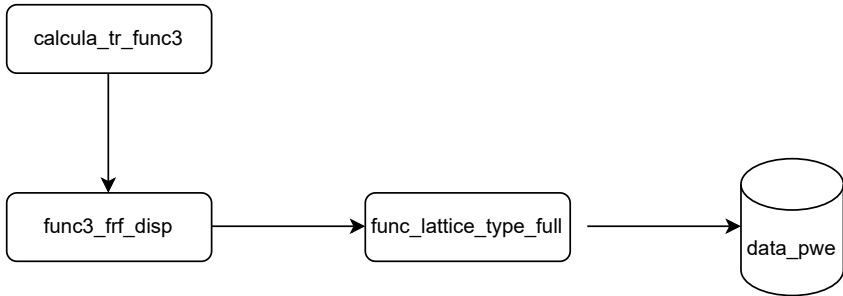 calcula_tr_func3
func3_frf_disp
func_lattice_type_full
data_pwe